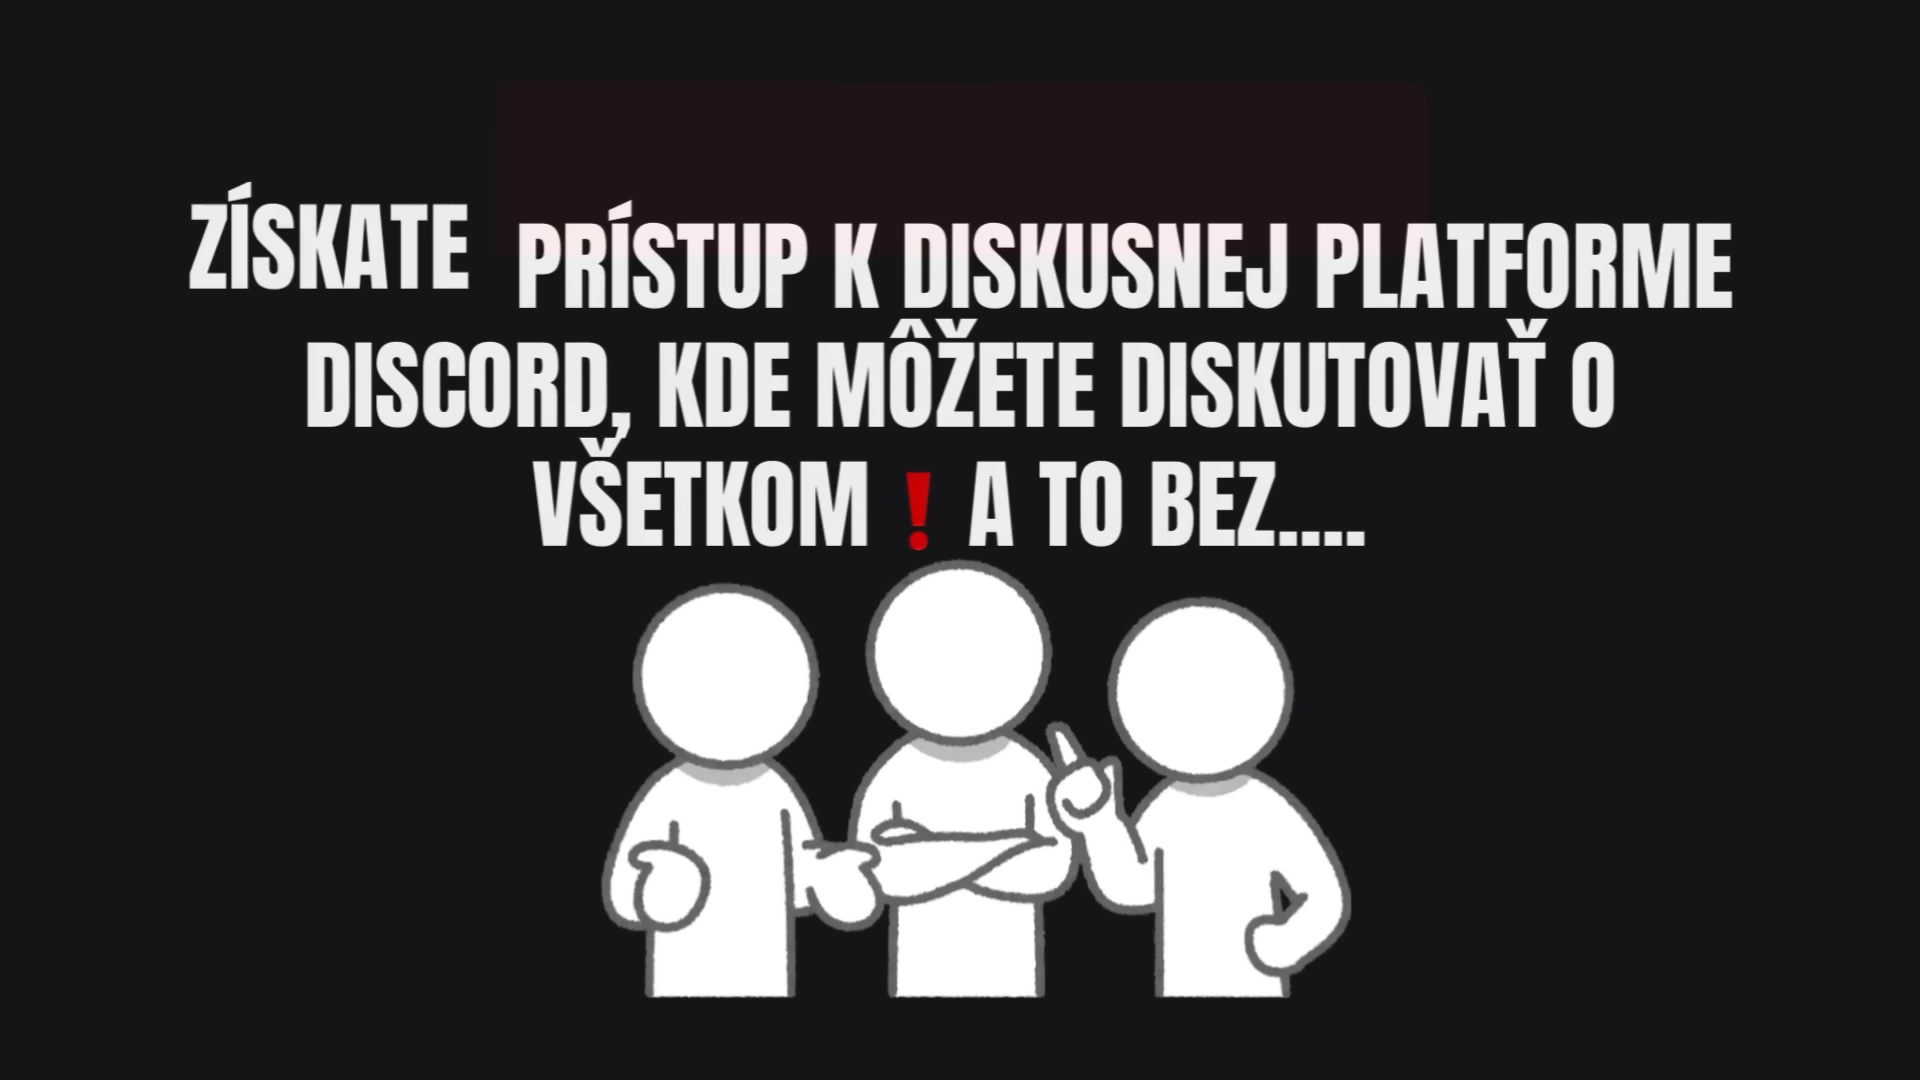 ZÍSKATE PRÍSTUP K DISKUSNEJ PLATFORME
DISCORD, KDE MÔŽETE DISKUTOVAŤ O
VŠETKOM ❗ A TO BEZ....